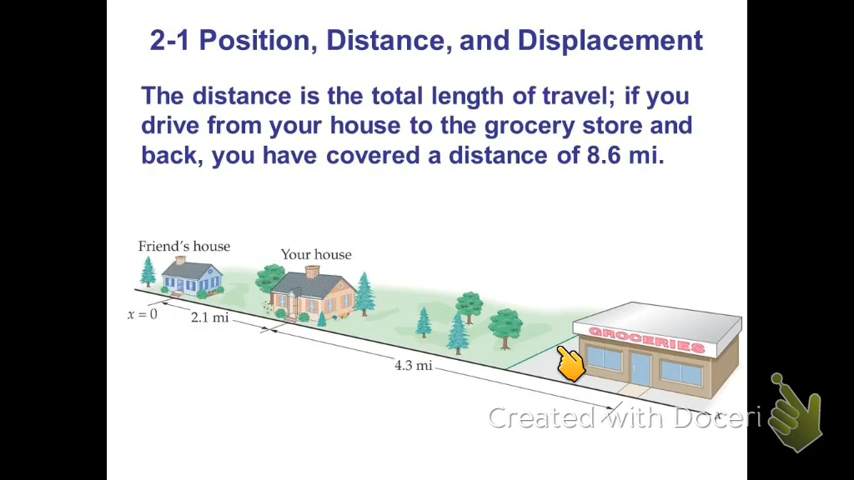 2-1 Position, Distance, and Displacement
The distance is the total length of travel; if you
drive from your house to the grocery store and
back, you have covered a distance of 8.6 mi.
Friend's house
Your house
x = 0
2.1 mi
GROCERIES
4.3 mi
x
Created with Doceri